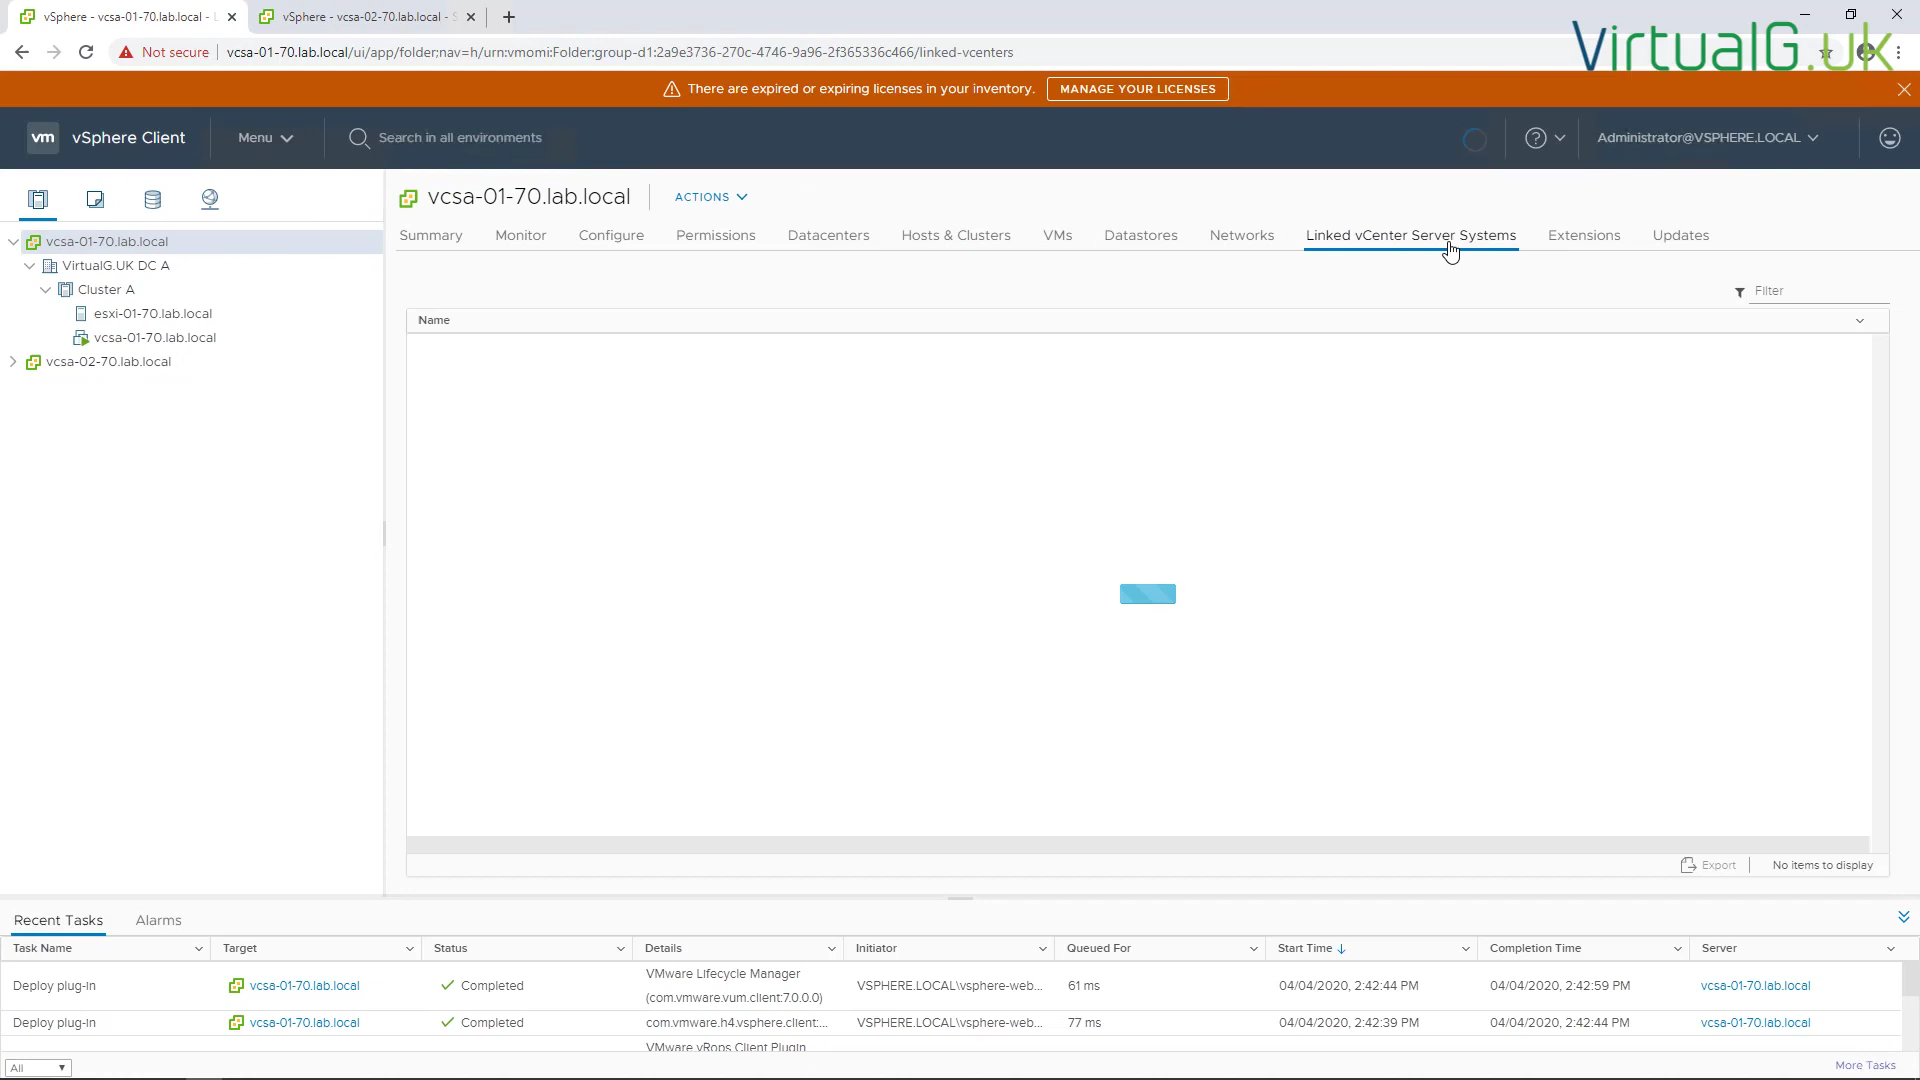 vSphere - vcsa-01-70.lab.local - L
vSphere - vcsa-02-70.lab.local - S
VirtualG.uk
Not secure
vcsa-01-70.lab.local/ui/app/folder;nav=h/urn:vmomi:Folder:group-d1:2a9e3736-270c-4746-9a96-2f365336c466/linked-vcenters
There are expired or expiring licenses in your inventory.
MANAGE YOUR LICENSES
vm vSphere Client
Menu
Search in all environments
Administrator@VSPHERE.LOCAL
vcsa-01-70.lab.local
VirtualG.UK DC A
Cluster A
esxi-01-70.lab.local
vcsa-01-70.lab.local
vcsa-02-70.lab.local
vcsa-01-70.lab.local
ACTIONS
Summary
Monitor
Configure
Permissions
Datacenters
Hosts & Clusters
VMs
Datastores
Networks
Linked vCenter Server Systems
Extensions
Updates
Filter
Name
Export
No items to display
Recent Tasks
Alarms
Task Name
Target
Status
Details
Initiator
Queued For
Start Time
Completion Time
Server
Deploy plug-in
vcsa-01-70.lab.local
Completed
VMware Lifecycle Manager
(com.vmware.vum.client:7.0.0.0)
VSPHERE.LOCAL\vsphere-web...
61 ms
04/04/2020, 2:42:44 PM
04/04/2020, 2:42:59 PM
vcsa-01-70.lab.local
Deploy plug-in
vcsa-01-70.lab.local
Completed
com.vmware.h4.vsphere.client:...
VSPHERE.LOCAL\vsphere-web...
77 ms
04/04/2020, 2:42:39 PM
04/04/2020, 2:42:44 PM
vcsa-01-70.lab.local
VMware vRops Client Plugin
All
More Tasks